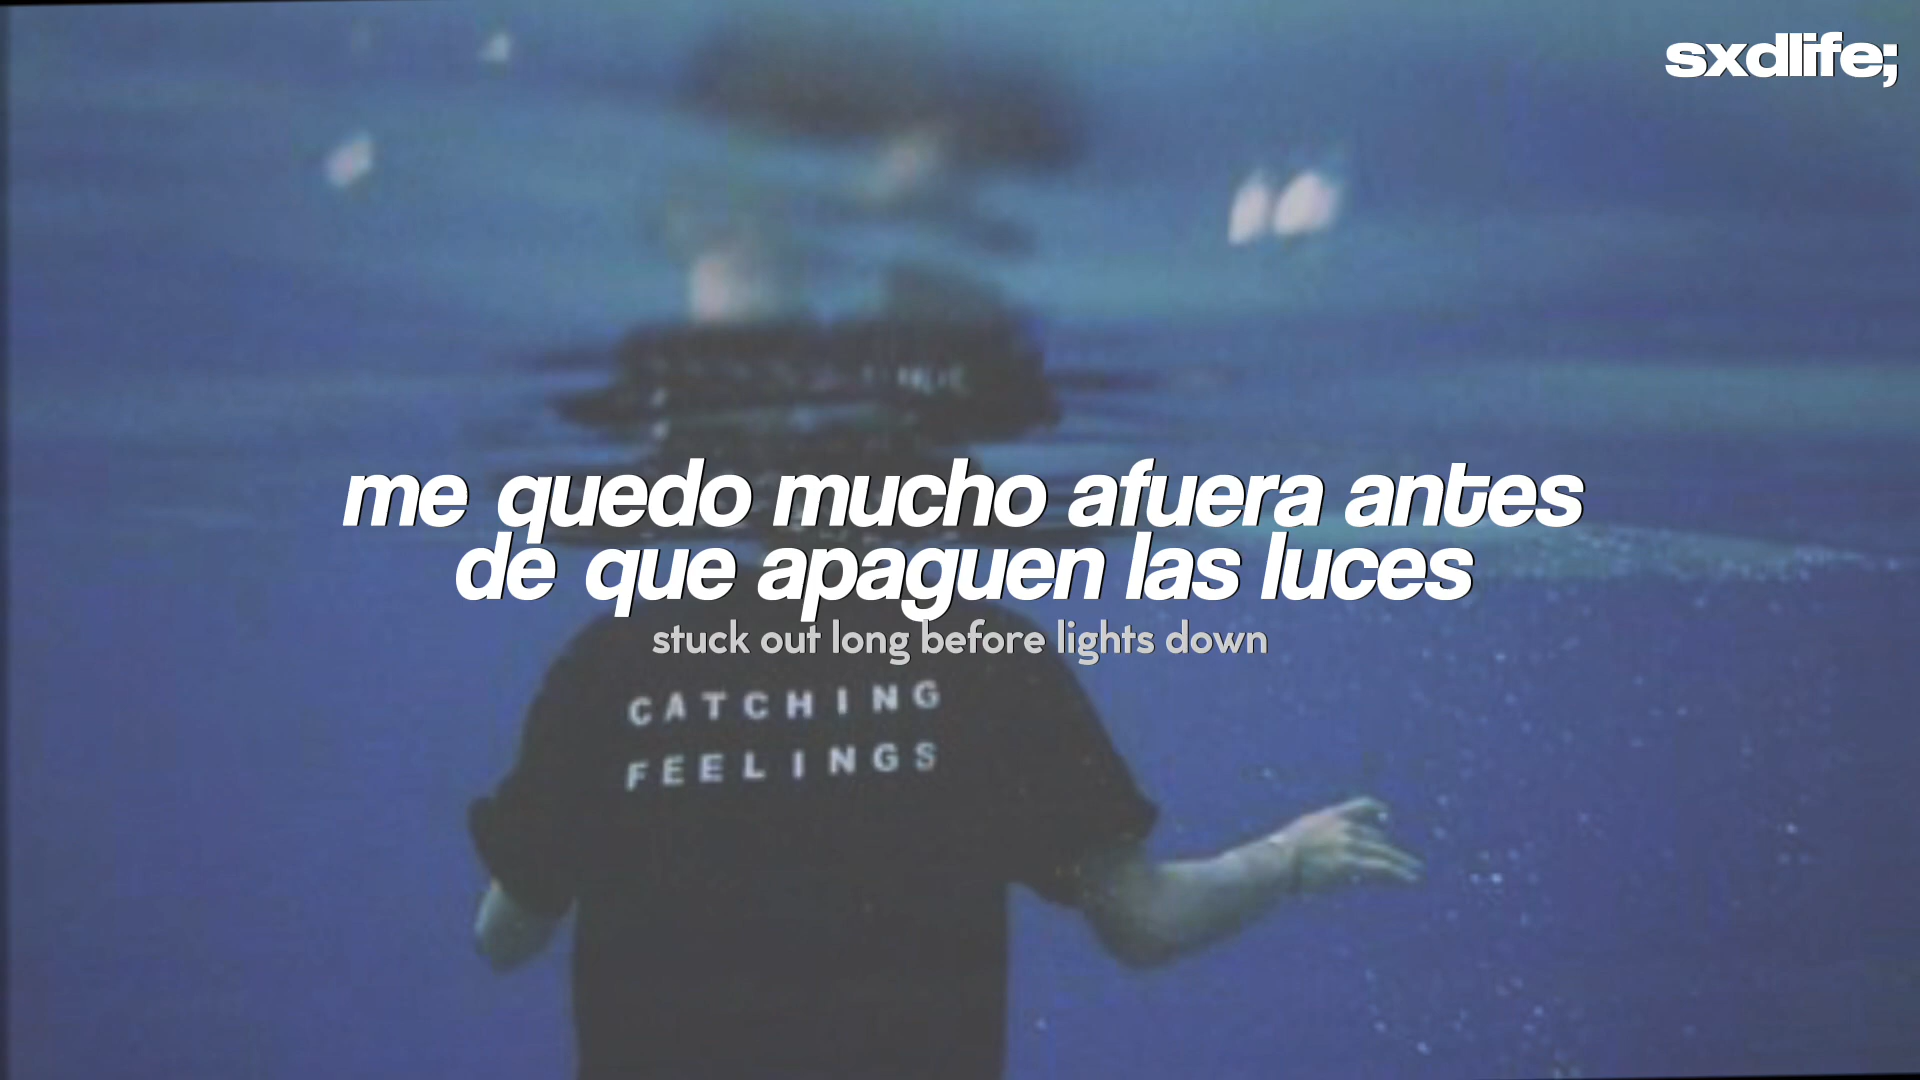 sxdlife;
me quedo mucho afuera antes
de que apaguen las luces
stuck out long before lights down
CATCHING
FEELINGS